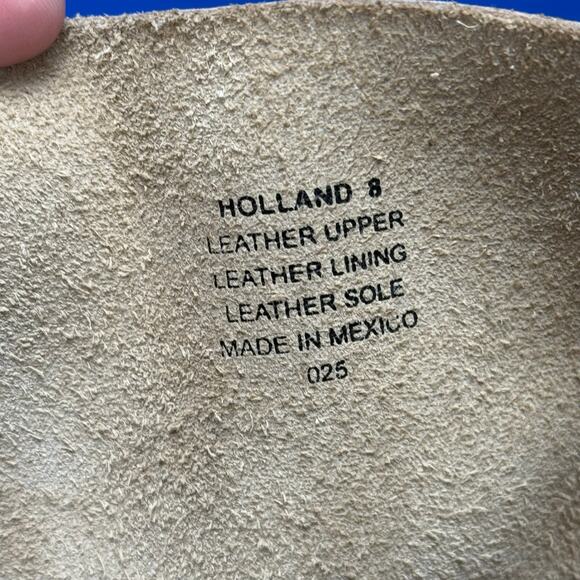 HOLLAND 8
LEATHER UPPER
LEATHER LINING
LEATHER SOLE
MADE IN MEXICO
025